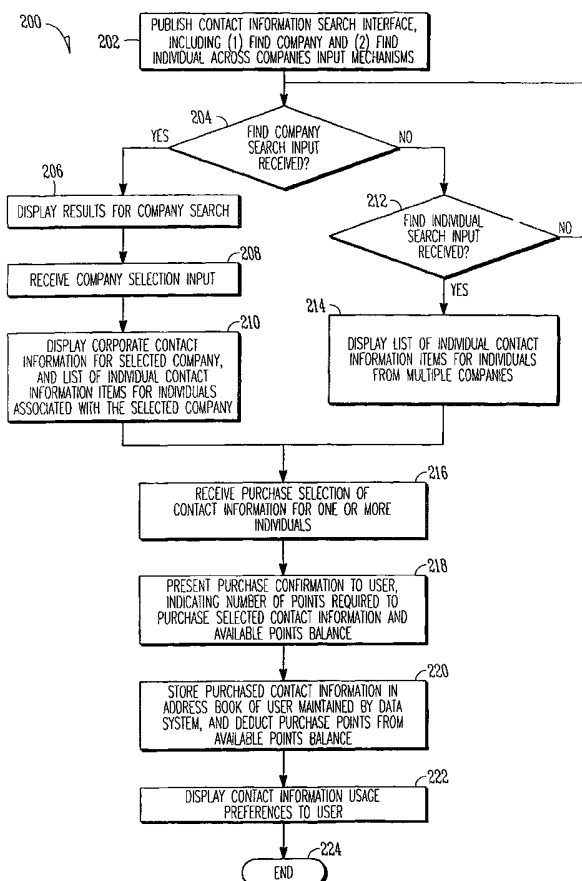 200
202
PUBLISH CONTACT INFORMATION SEARCH INTERFACE,
INCLUDING (1) FIND COMPANY AND (2) FIND
INDIVIDUAL ACROSS COMPANIES INPUT MECHANISMS
204
YES
FIND COMPANY
SEARCH INPUT
RECEIVED?
NO
206
DISPLAY RESULTS FOR COMPANY SEARCH
212
FIND INDIVIDUAL
SEARCH INPUT
RECEIVED?
NO
YES
208
RECEIVE COMPANY SELECTION INPUT
210
DISPLAY CORPORATE CONTACT
INFORMATION FOR SELECTED COMPANY,
AND LIST OF INDIVIDUAL CONTACT
INFORMATION ITEMS FOR INDIVIDUALS
ASSOCIATED WITH THE SELECTED COMPANY
214
DISPLAY LIST OF INDIVIDUAL CONTACT
INFORMATION ITEMS FOR INDIVIDUALS
FROM MULTIPLE COMPANIES
216
RECEIVE PURCHASE SELECTION OF
CONTACT INFORMATION FOR ONE OR MORE
INDIVIDUALS
218
PRESENT PURCHASE CONFIRMATION TO USER,
INDICATING NUMBER OF POINTS REQUIRED TO
PURCHASE SELECTED CONTACT INFORMATION AND
AVAILABLE POINTS BALANCE
220
STORE PURCHASED CONTACT INFORMATION IN
ADDRESS BOOK OF USER MAINTAINED BY DATA
SYSTEM, AND DEDUCT PURCHASE POINTS FROM
AVAILABLE POINTS BALANCE
222
DISPLAY CONTACT INFORMATION USAGE
PREFERENCES TO USER
224
END